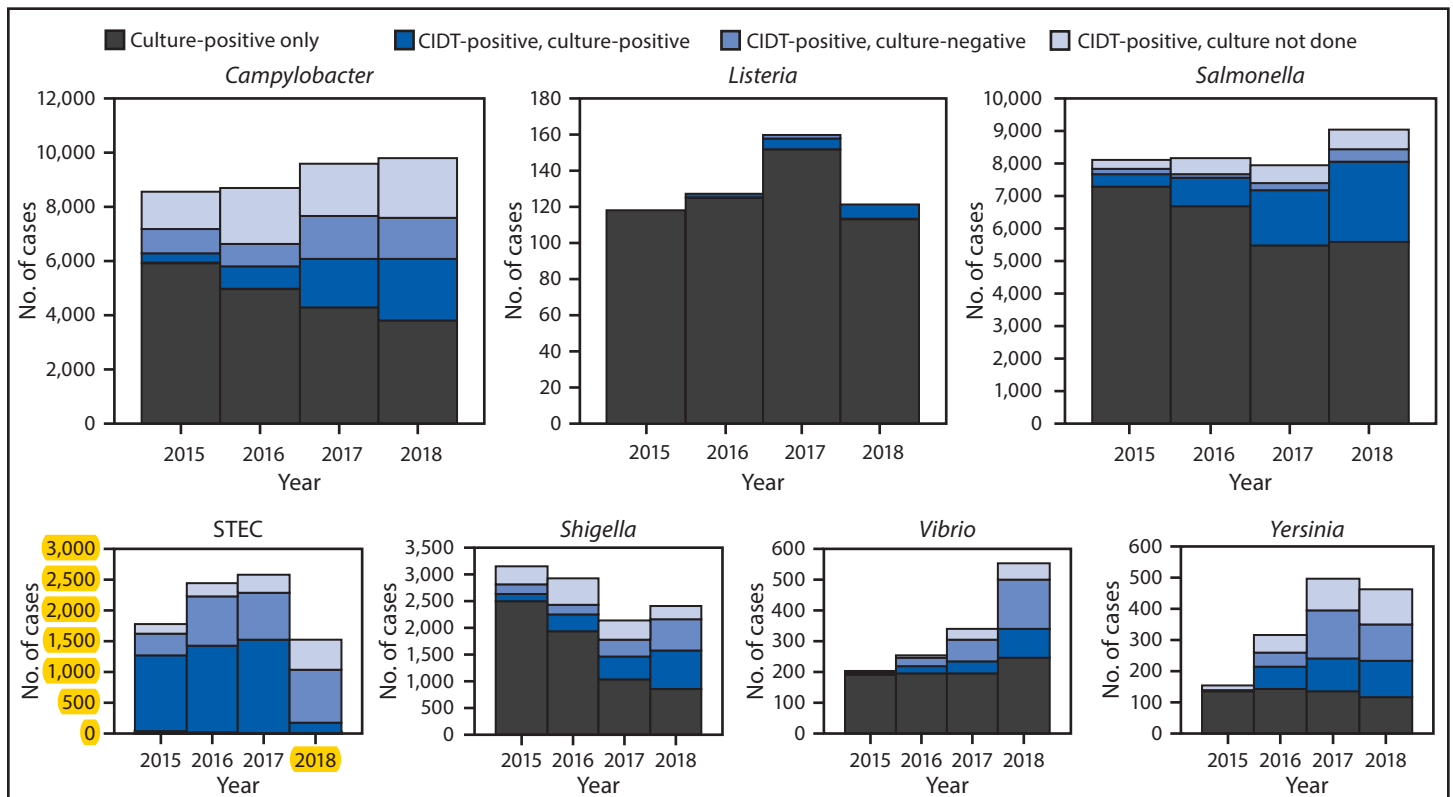 Culture-positive only CIDT-positive, culture-positive CIDT-positive, culture-negative CIDT-positive, culture not done
Campylobacter
No. of cases
12,000
10,000
8,000
6,000
4,000
2,000
0
2015 2016 2017 2018
Year
Listeria
No. of cases
180
160
140
120
100
80
60
40
20
0
2015 2016 2017 2018
Year
Salmonella
No. of cases
10,000
9,000
8,000
7,000
6,000
5,000
4,000
3,000
2,000
1,000
0
2015 2016 2017 2018
Year
STEC
No. of cases
3,000
2,500
2,000
1,500
1,000
500
0
2015 2016 2017 2018
Year
Shigella
No. of cases
3,500
3,000
2,500
2,000
1,500
1,000
500
0
2015 2016 2017 2018
Year
Vibrio
No. of cases
600
500
400
300
200
100
0
2015 2016 2017 2018
Year
Yersinia
No. of cases
600
500
400
300
200
100
0
2015 2016 2017 2018
Year